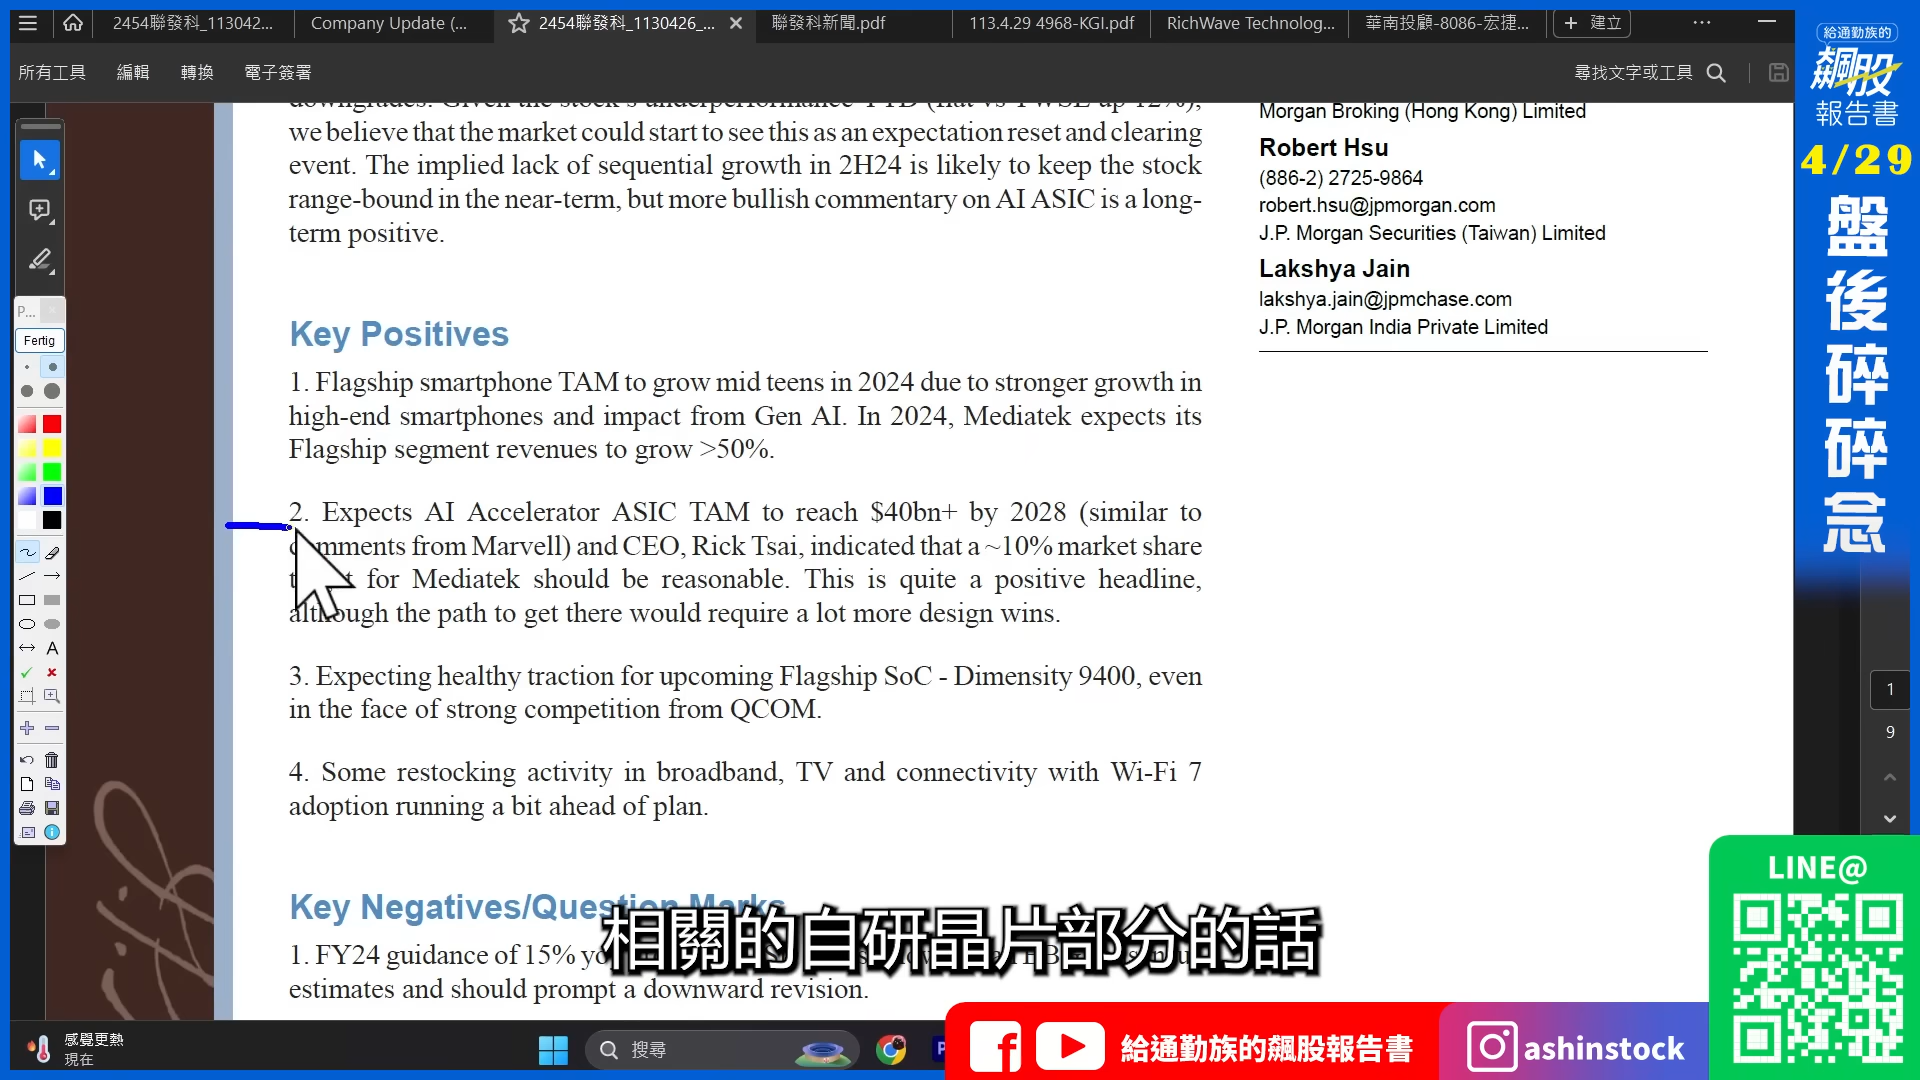 2454聯發科_113042...
Company Update (...
2454聯發科_1130426_...
聯發科新聞.pdf
113.4.29 4968-KGI.pdf
RichWave Technolog...
華南投顧-8086-宏捷...
+ 建立
所有工具
編輯
轉換
電子簽署
尋找文字或工具
downgrades. Given the stock's underperformance YTD (flat vs TWSE up 12%),
we believe that the market could start to see this as an expectation reset and clearing
event. The implied lack of sequential growth in 2H24 is likely to keep the stock
range-bound in the near-term, but more bullish commentary on AI ASIC is a long-
term positive.
Key Positives
1. Flagship smartphone TAM to grow mid teens in 2024 due to stronger growth in
high-end smartphones and impact from Gen AI. In 2024, Mediatek expects its
Flagship segment revenues to grow >50%.
2. Expects AI Accelerator ASIC TAM to reach $40bn+ by 2028 (similar to
comments from Marvell) and CEO, Rick Tsai, indicated that a ~10% market share
for Mediatek should be reasonable. This is quite a positive headline,
although the path to get there would require a lot more design wins.
3. Expecting healthy traction for upcoming Flagship SoC - Dimensity 9400, even
in the face of strong competition from QCOM.
4. Some restocking activity in broadband, TV and connectivity with Wi-Fi 7
adoption running a bit ahead of plan.
Key Negatives/Question Marks
1. FY24 guidance of 15% yo
estimates and should prompt a downward revision.
Morgan Broking (Hong Kong) Limited
Robert Hsu
(886-2) 2725-9864
robert.hsu@jpmorgan.com
J.P. Morgan Securities (Taiwan) Limited
Lakshya Jain
lakshya.jain@jpmchase.com
J.P. Morgan India Private Limited
P...
Fertig
A
1
9
給通勤族的
飆股
報告書
4/29
盤後碎碎念
相關的自研晶片部分的話
LINE@
感覺更熱
現在
搜尋
給通勤族的飆股報告書
ashinstock